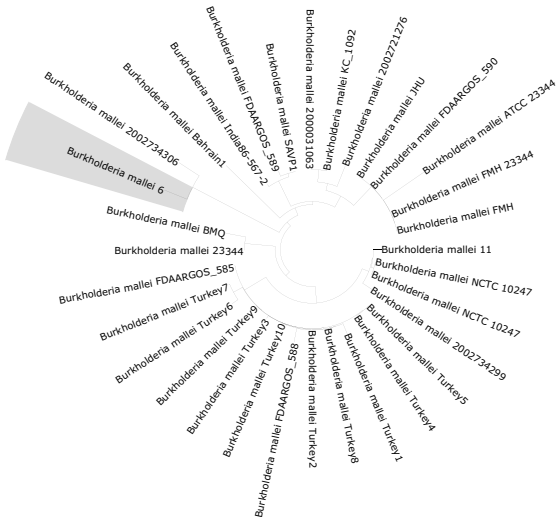 Burkholderia mallei 11
Burkholderia mallei FMH
Burkholderia mallei FMH 23344
Burkholderia mallei ATCC 23344
Burkholderia mallei FDAARGOS_590
Burkholderia mallei JHU
Burkholderia mallei 2002721276
Burkholderia mallei KC_1092
Burkholderia mallei 2000031063
Burkholderia mallei SAVP1
Burkholderia mallei FDAARGOS_589
Burkholderia mallei India86-567-2
Burkholderia mallei Bahrain1
Burkholderia mallei 2002734306
Burkholderia mallei 6
Burkholderia mallei BMQ
Burkholderia mallei 23344
Burkholderia mallei FDAARGOS_585
Burkholderia mallei Turkey7
Burkholderia mallei Turkey6
Burkholderia mallei Turkey9
Burkholderia mallei Turkey3
Burkholderia mallei Turkey10
Burkholderia mallei FDAARGOS_588
Burkholderia mallei Turkey2
Burkholderia mallei Turkey8
Burkholderia mallei Turkey1
Burkholderia mallei Turkey4
Burkholderia mallei Turkey5
Burkholderia mallei 2002734299
Burkholderia mallei NCTC 10247
Burkholderia mallei NCTC 10247